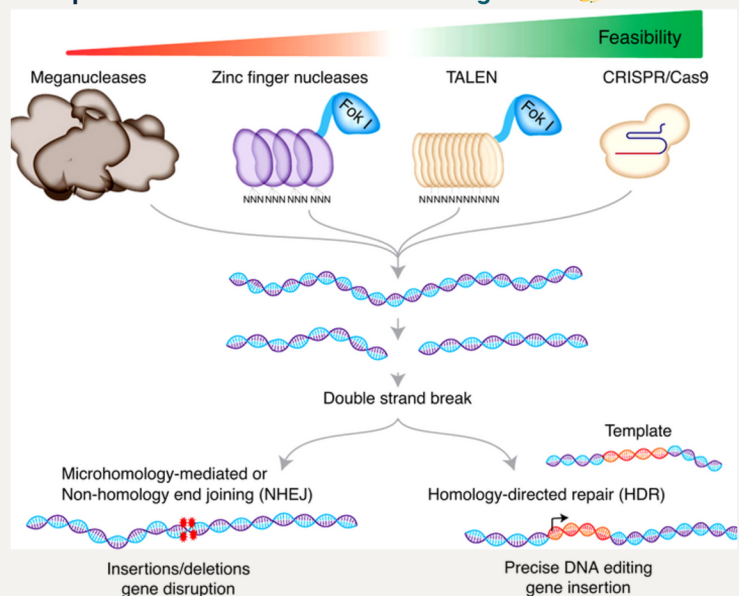 Feasibility
Meganucleases
Zinc finger nucleases
TALEN
CRISPR/Cas9
Fok I
Fok I
NNN NNN NNN NNN
NNNNNNNNNNN
Double strand break
Template
Microhomology-mediated or
Non-homology end joining (NHEJ)
Homology-directed repair (HDR)
Insertions/deletions
gene disruption
Precise DNA editing
gene insertion